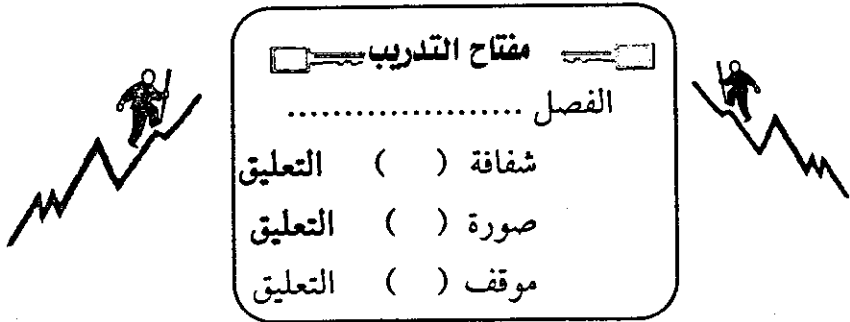 مفتاح التدريب
الفصل .....................
شفافة (   ) التعليق
صورة (   ) التعليق
موقف (   ) التعليق